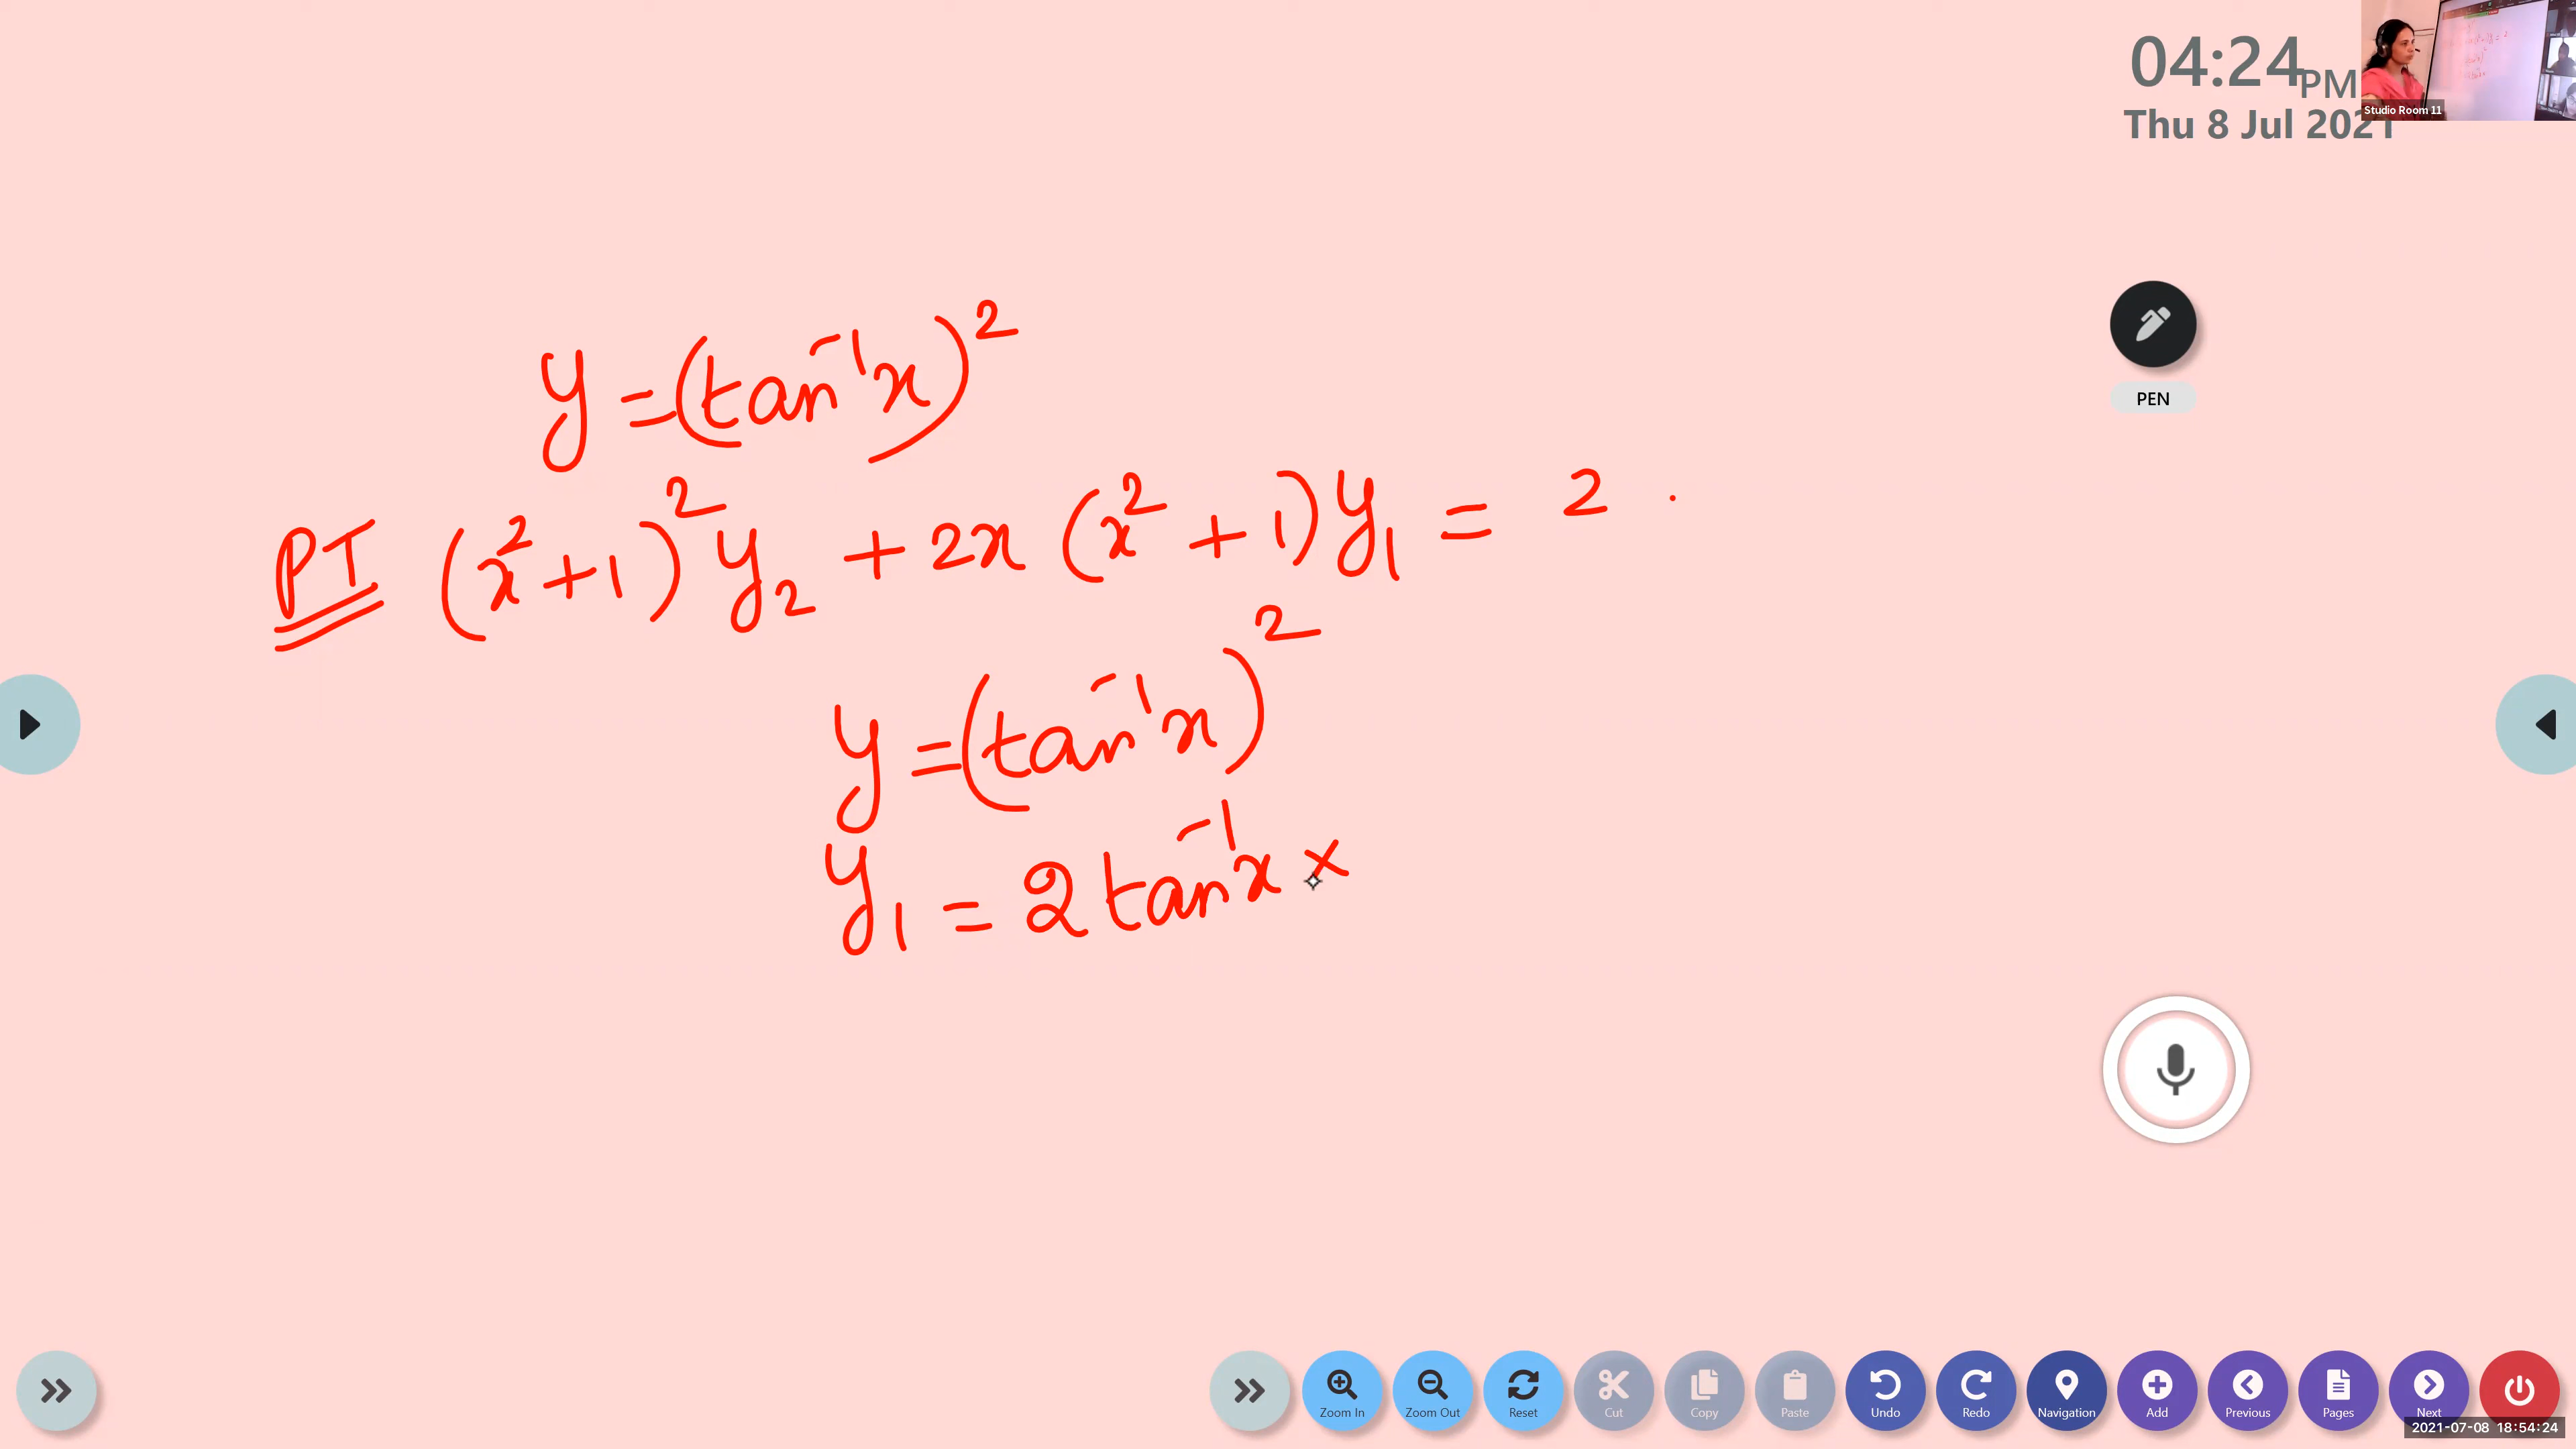 04:24 PM
Studio Room 11
Thu 8 Jul 2021
y = (tan⁻¹x)²
PEN
PT (x²+1)² y₂ + 2x (x²+1) y₁ = 2 .
y = (tan⁻¹x)²
y₁ = 2 tan⁻¹x ×
Zoom In
Zoom Out
Reset
Cut
Copy
Paste
Undo
Redo
Navigation
Add
Previous
Pages
Next
2021-07-08 18:54:24